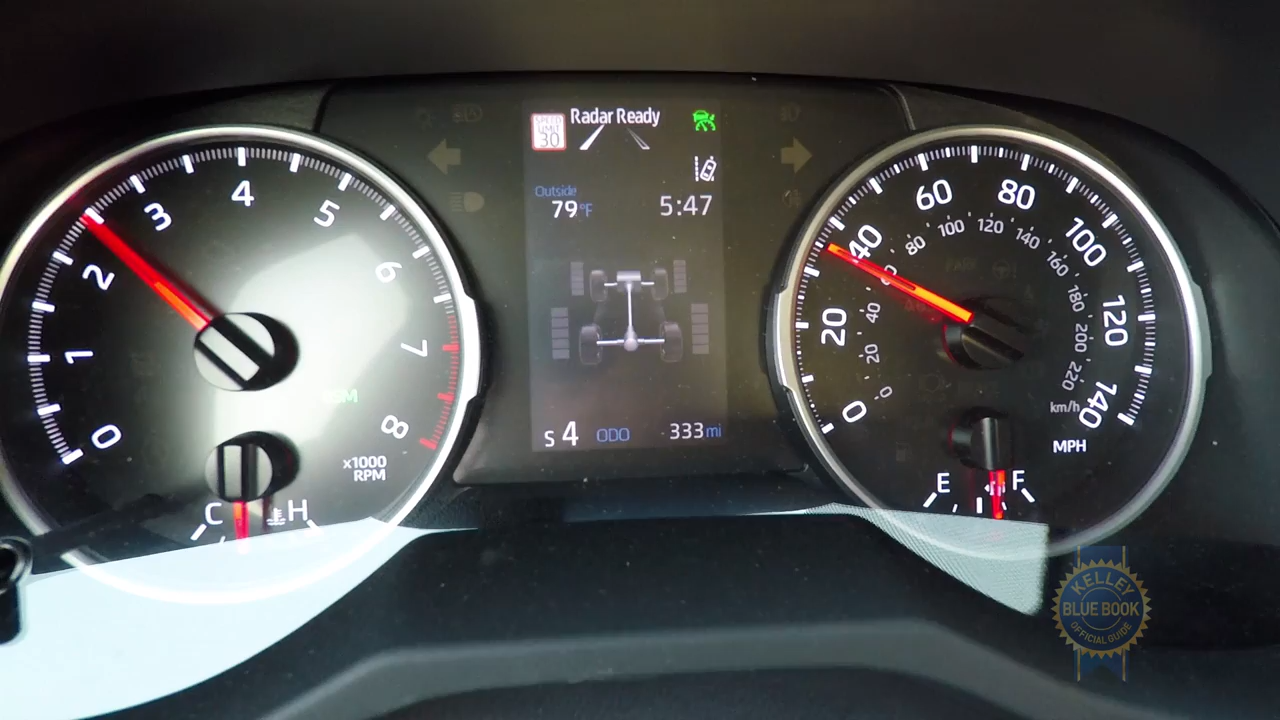 SPEED
LIMIT
30
Radar Ready
Outside
79°F
5:47
S 4 ODO 333 mi
0
1
2
3
4
5
6
7
8
x1000
RPM
C H
0
20
40
60
80
100
120
140
0
20
40
80
100
120
140
160
180
200
220
km/h
MPH
E F
KELLEY
BLUE BOOK
OFFICIAL GUIDE